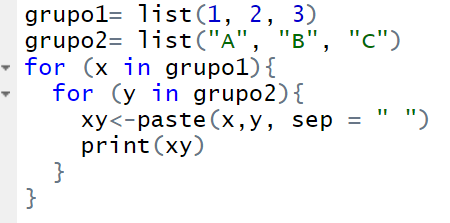 grupo1= list(1, 2, 3)
grupo2= list("A", "B", "C")
for (x in grupo1){
  for (y in grupo2){
    xy<-paste(x,y, sep = " ")
    print(xy)
  }
}